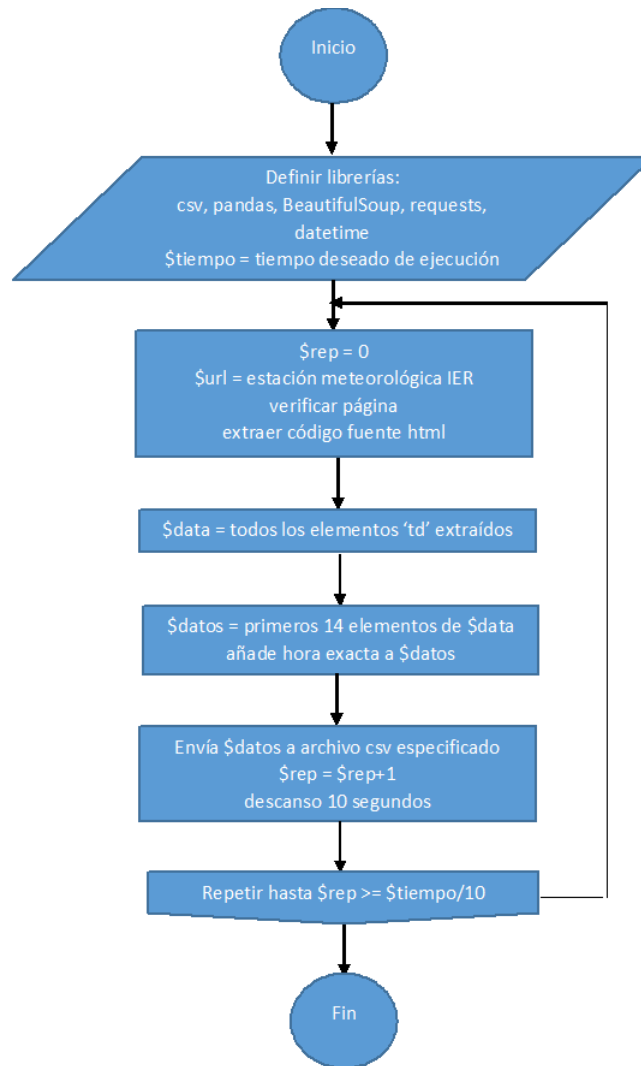 Inicio
Definir librerías:
csv, pandas, BeautifulSoup, requests,
datetime
$tiempo = tiempo deseado de ejecución
$rep = 0
$url = estación meteorológica IER
verificar página
extraer código fuente html
$data = todos los elementos ‘td’ extraídos
$datos = primeros 14 elementos de $data
añade hora exacta a $datos
Envía $datos a archivo csv especificado
$rep = $rep+1
descanso 10 segundos
Repetir hasta $rep >= $tiempo/10
Fin